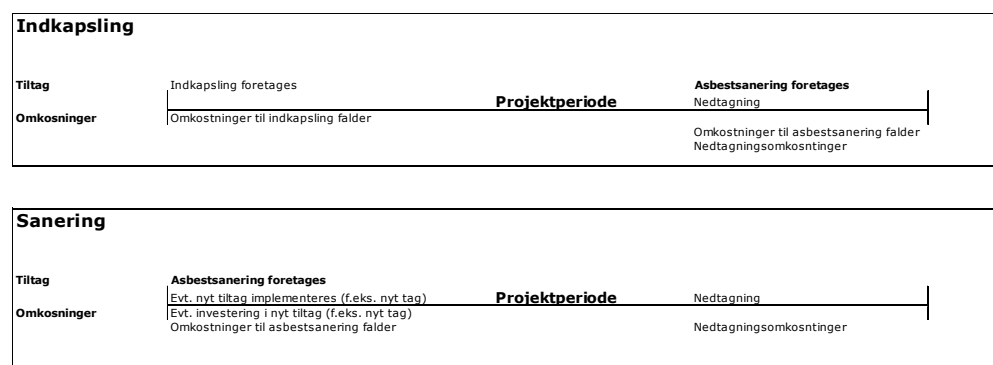 Indkapsling
Tiltag Indkapsling foretages Asbestsanering foretages
Projektperiode Nedtagning
Omkosninger Omkostninger til indkapsling falder
Omkostninger til asbestsanering falder
Nedtagningsomkosntinger
Sanering
Tiltag Asbestsanering foretages
Evt. nyt tiltag implementeres (f.eks. nyt tag) Projektperiode Nedtagning
Omkosninger Evt. investering i nyt tiltag (f.eks. nyt tag)
Omkostninger til asbestsanering falder Nedtagningsomkosntinger